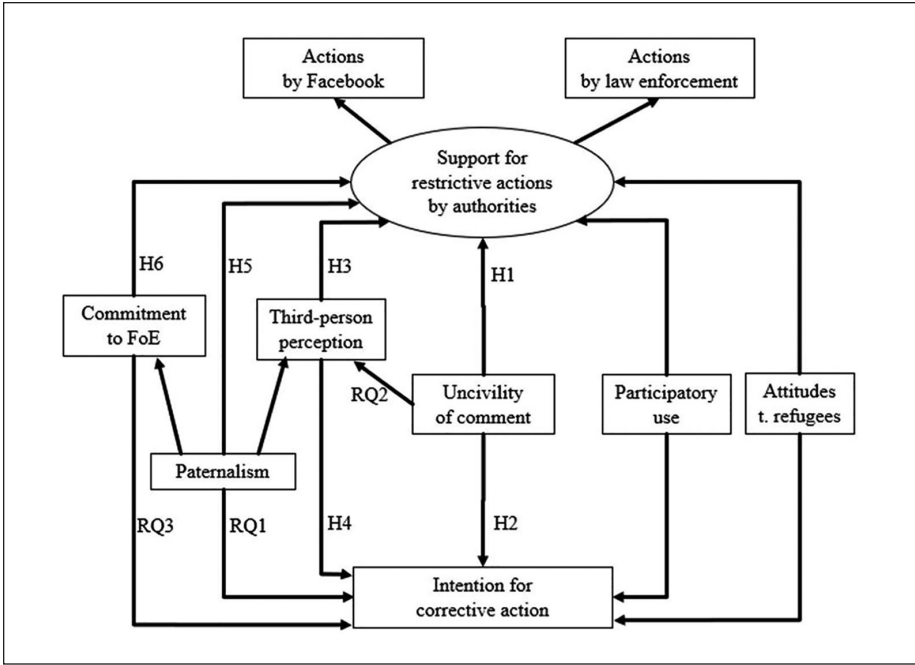 Actions
by Facebook
Actions
by law enforcement
Support for
restrictive actions
by authorities
H6
H5
H3
H1
Commitment
to FoE
Third-person
perception
RQ2
Uncivility
of comment
Participatory
use
Attitudes
t. refugees
Paternalism
RQ3
RQ1
H4
H2
Intention for
corrective action